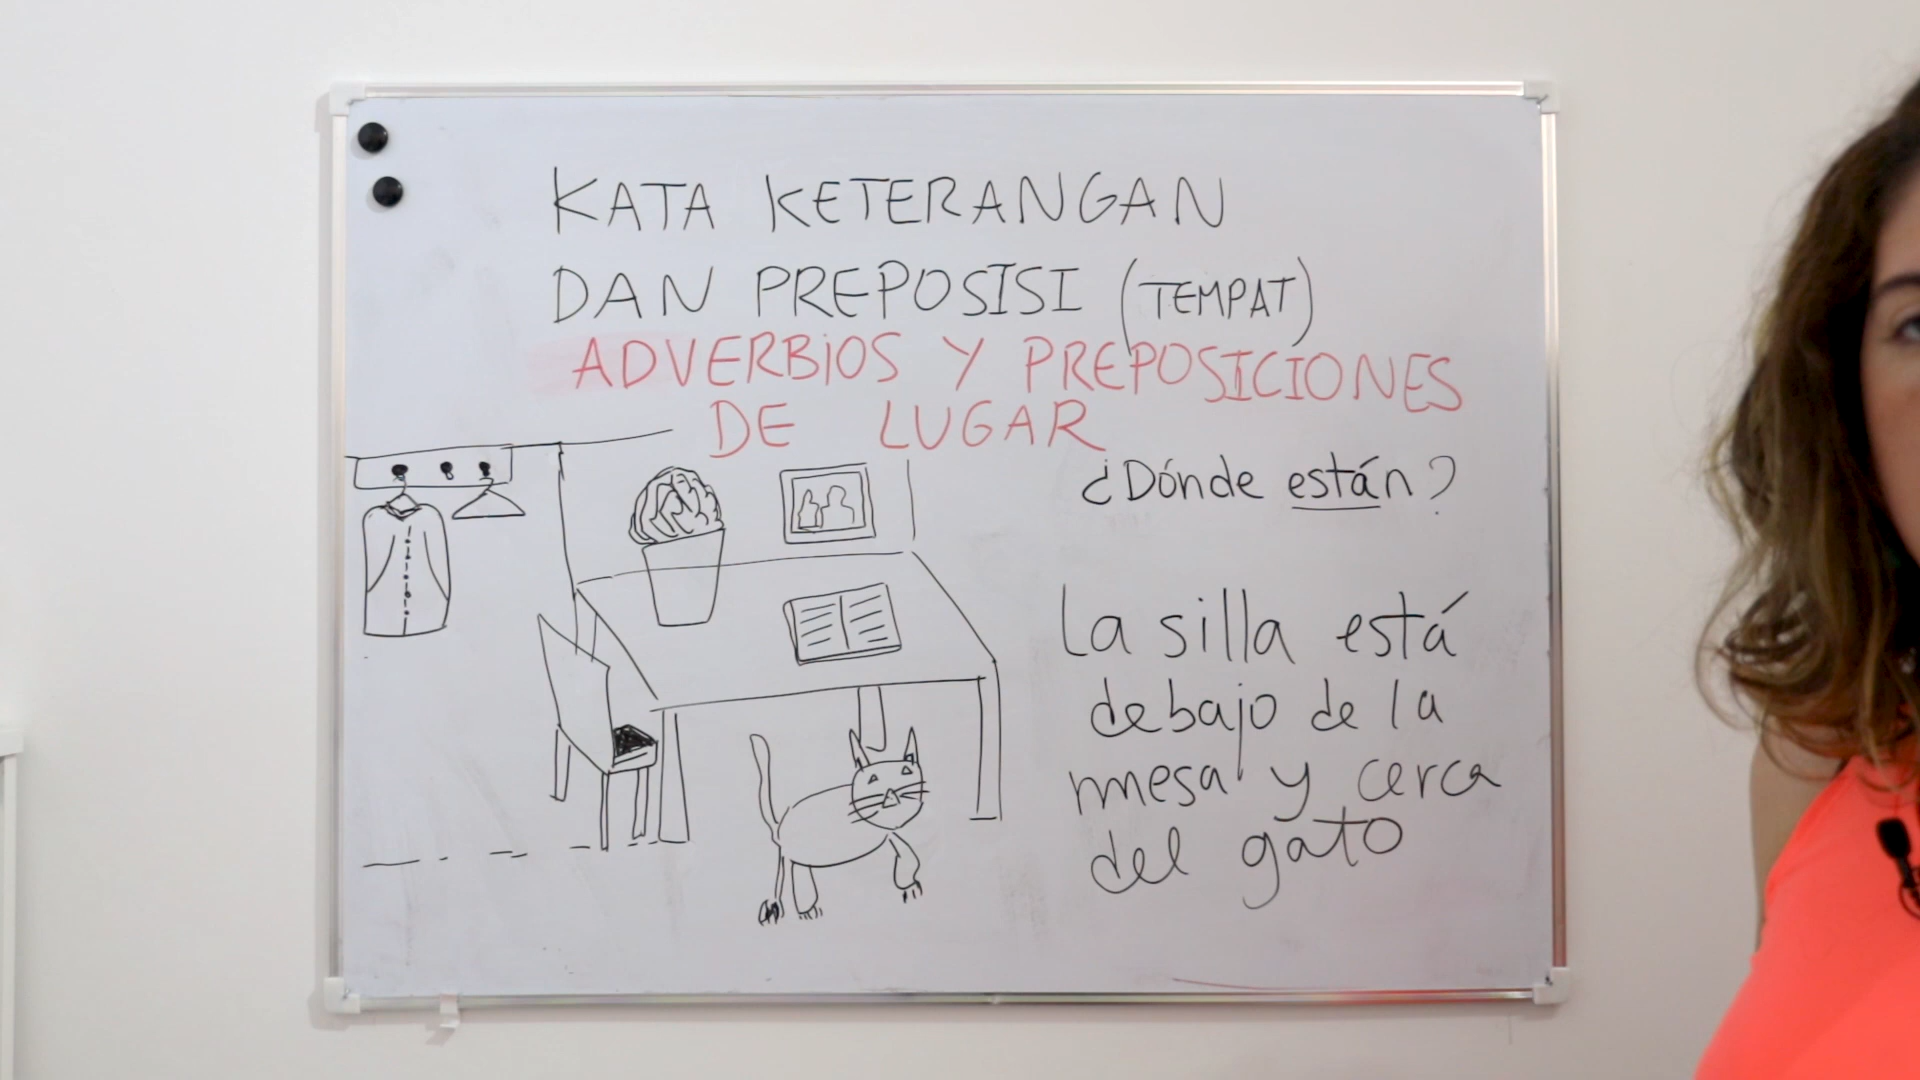 KATA KETERANGAN
DAN PREPOSISI (TEMPAT)
ADVERBiOS Y PREPOSICIONES
DE LUGAR
¿Dónde están?
La silla está
debajo de la
mesa y cerca
del gato